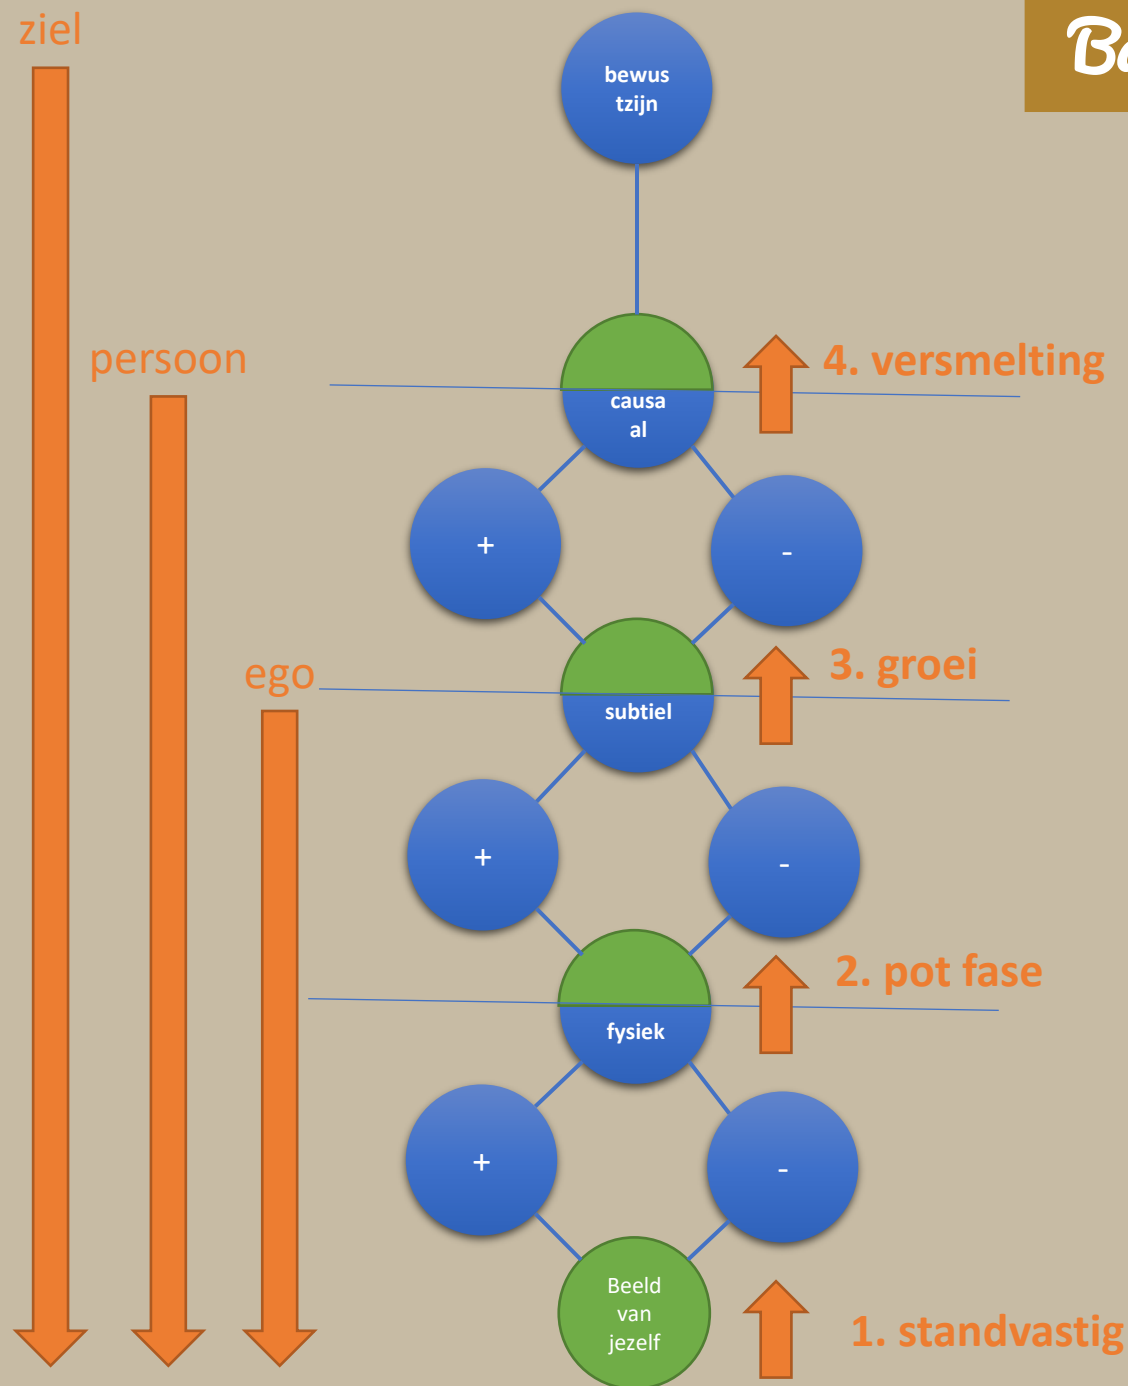 ziel
bewus
tzijn
persoon
4. versmelting
causa
al
+
-
3. groei
ego
subtiel
+
-
2. pot fase
fysiek
+
-
Beeld
van
jezelf
1. standvastig